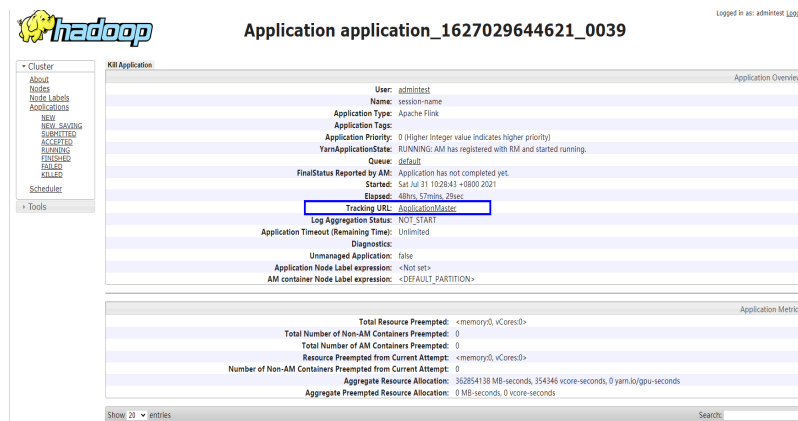 Logged in as: admintest Logo
hadoop
Application application_1627029644621_0039
Cluster
About
Nodes
Node Labels
Applications
NEW
NEW_SAVING
SUBMITTED
ACCEPTED
RUNNING
FINISHED
FAILED
KILLED
Scheduler
Tools
Kill Application
Application Overview
User: admintest
Name: session-name
Application Type: Apache Flink
Application Tags:
Application Priority: 0 (Higher Integer value indicates higher priority)
YarnApplicationState: RUNNING: AM has registered with RM and started running.
Queue: default
FinalStatus Reported by AM: Application has not completed yet.
Started: Sat Jul 31 10:28:43 +0800 2021
Elapsed: 48hrs, 57mins, 29sec
Tracking URL: ApplicationMaster
Log Aggregation Status: NOT_START
Application Timeout (Remaining Time): Unlimited
Diagnostics:
Unmanaged Application: false
Application Node Label expression: <Not set>
AM container Node Label expression: <DEFAULT_PARTITION>
Application Metric
Total Resource Preempted: <memory:0, vCores:0>
Total Number of Non-AM Containers Preempted: 0
Total Number of AM Containers Preempted: 0
Resource Preempted from Current Attempt: <memory:0, vCores:0>
Number of Non-AM Containers Preempted from Current Attempt: 0
Aggregate Resource Allocation: 362854138 MB-seconds, 354346 vcore-seconds, 0 yarn.io/gpu-seconds
Aggregate Preempted Resource Allocation: 0 MB-seconds, 0 vcore-seconds
Show 20 entries
Search: